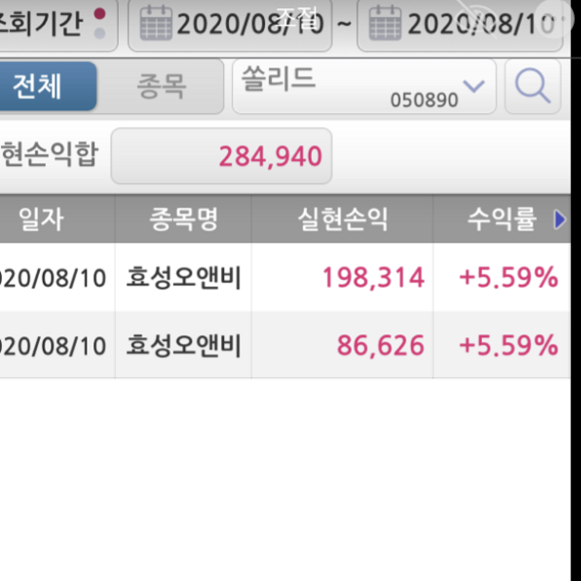 조회기간 2020/08/10 ~ 2020/08/10
조절
전체 종목 쏠리드 050890
현손익합 284,940
일자 종목명 실현손익 수익률
020/08/10 효성오앤비 198,314 +5.59%
020/08/10 효성오앤비 86,626 +5.59%